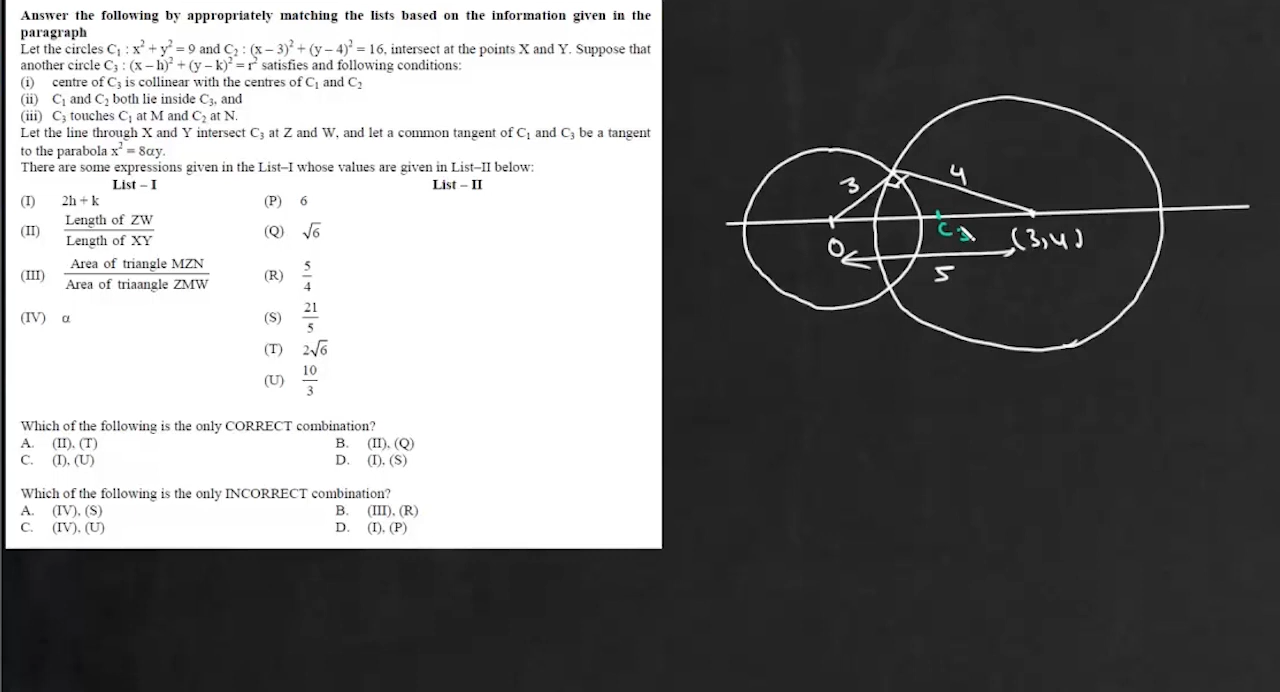 Answer the following by appropriately matching the lists based on the information given in the
paragraph
Let the circles C₁ : x² + y² = 9 and C₂ : (x – 3)² + (y – 4)² = 16, intersect at the points X and Y. Suppose that
another circle C₃ : (x – h)² + (y – k)² = r² satisfies and following conditions:
(i) centre of C₃ is collinear with the centres of C₁ and C₂
(ii) C₁ and C₂ both lie inside C₃, and
(iii) C₃ touches C₁ at M and C₂ at N.
Let the line through X and Y intersect C₃ at Z and W, and let a common tangent of C₁ and C₃ be a tangent
to the parabola x² = 8αy.
There are some expressions given in the List–I whose values are given in List–II below:
List – I List – II
(I) 2h + k (P) 6
(II) Length of ZW / Length of XY (Q) √6
(III) Area of triangle MZN / Area of triaangle ZMW (R) 5/4
(IV) α (S) 21/5
(T) 2√6
(U) 10/3
Which of the following is the only CORRECT combination?
A. (II), (T) B. (II), (Q)
C. (I), (U) D. (I), (S)
Which of the following is the only INCORRECT combination?
A. (IV), (S) B. (III), (R)
C. (IV), (U) D. (I), (P)
3 4
O C₃ (3,4)
5